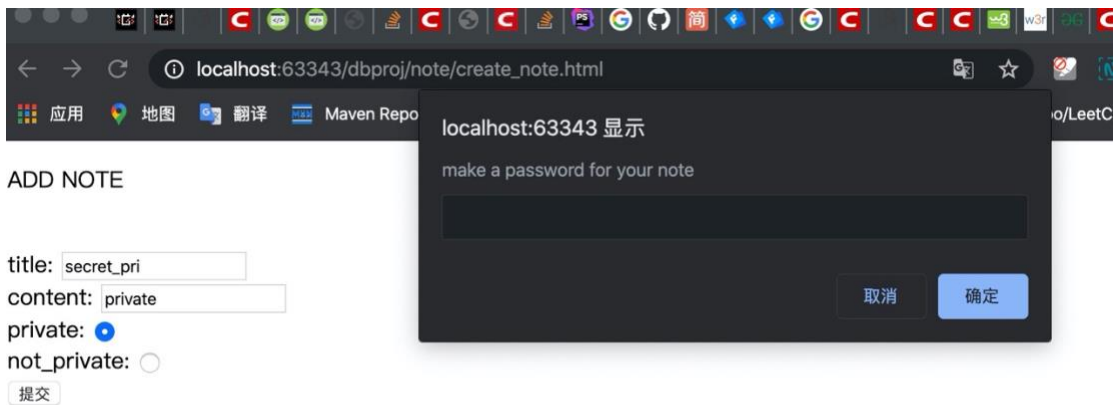 localhost:63343/dbproj/note/create_note.html
应用 地图 翻译 Maven Repo
localhost:63343 显示
make a password for your note
取消 确定
ADD NOTE
title: secret_pri
content: private
private:
not_private:
提交